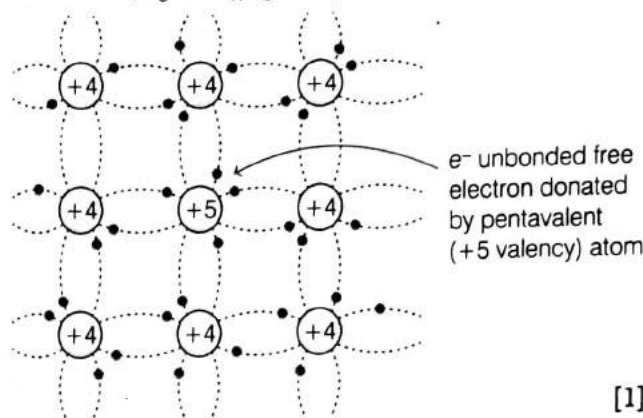 +4 +4 +4
+4 +5 +4
+4 +4 +4
e⁻ unbonded free
electron donated
by pentavalent
(+5 valency) atom
[1]